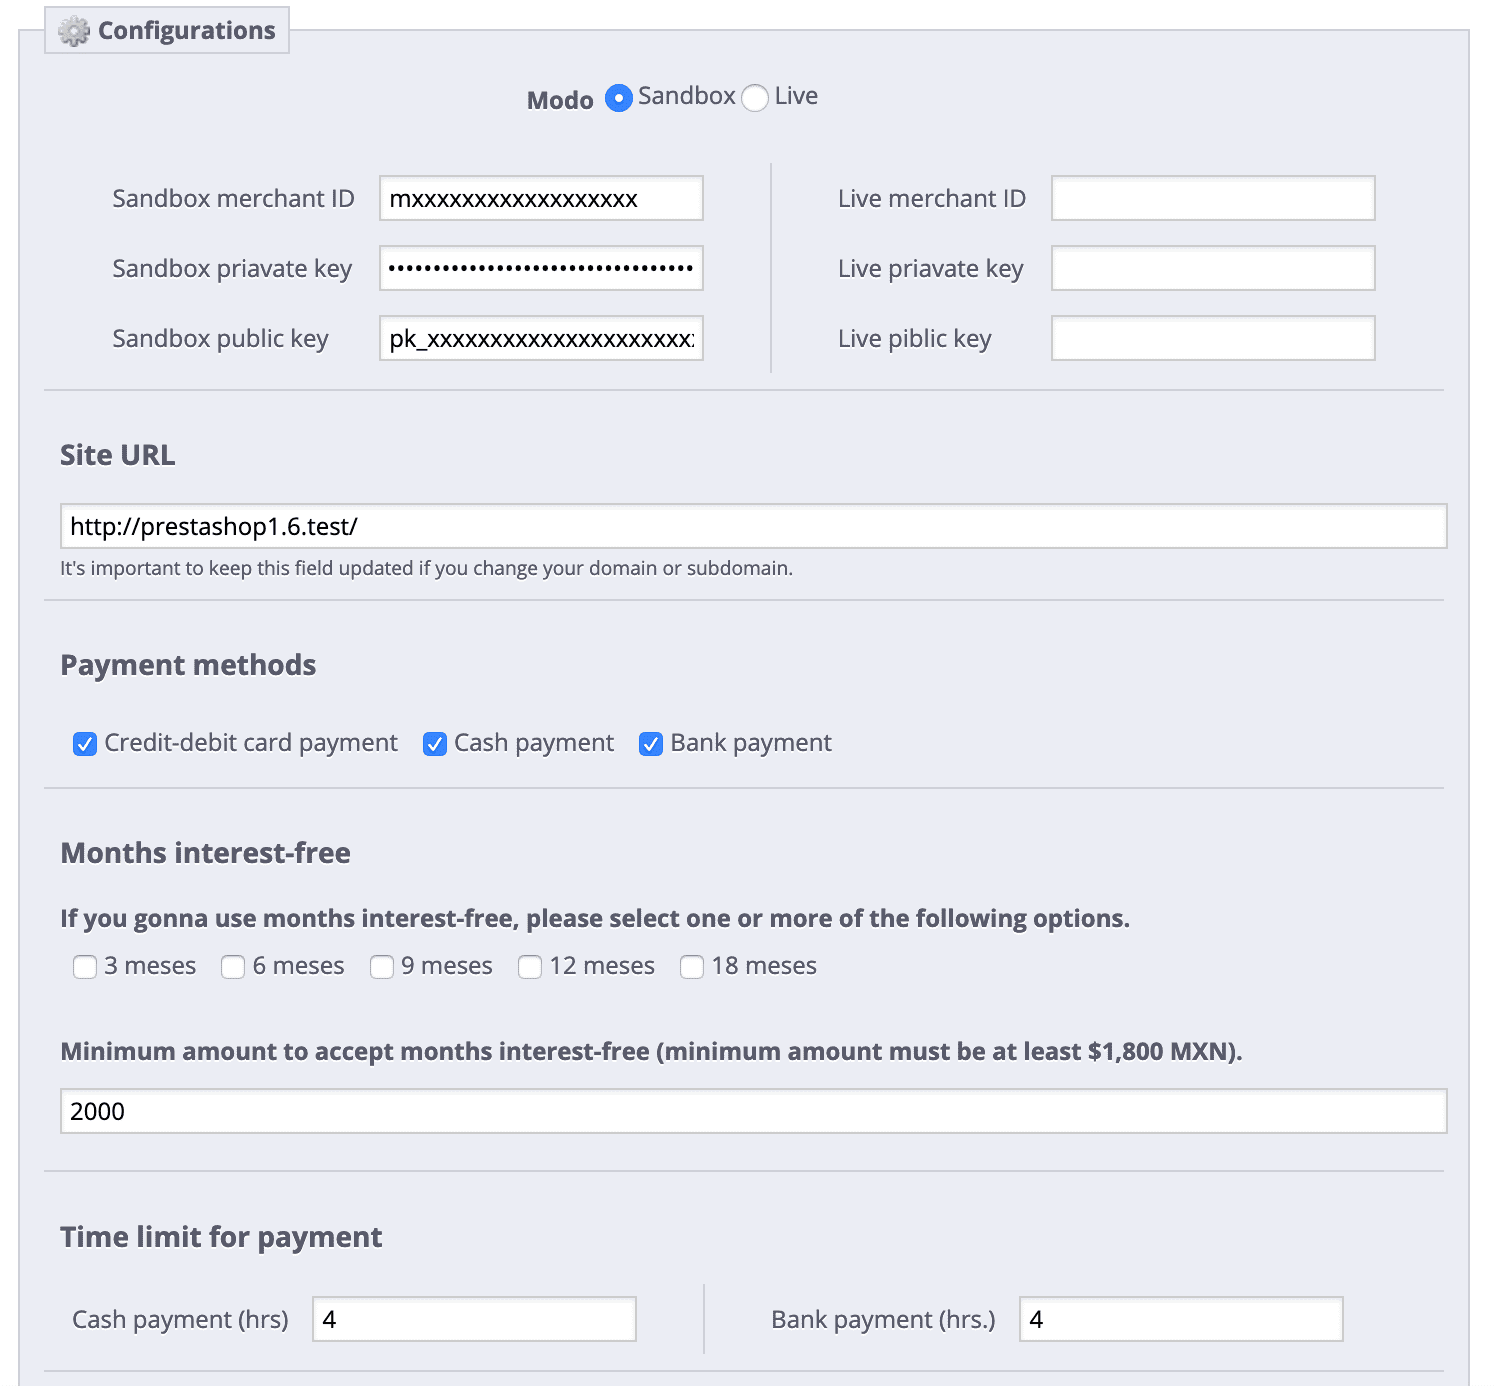 Configurations
Modo Sandbox Live
Sandbox merchant ID mxxxxxxxxxxxxxxxxxx Live merchant ID
Sandbox priavate key •••••••••••••••••••••••••••••••••• Live priavate key
Sandbox public key pk_xxxxxxxxxxxxxxxxxxxxxx Live piblic key
Site URL
http://prestashop1.6.test/
It's important to keep this field updated if you change your domain or subdomain.
Payment methods
Credit-debit card payment Cash payment Bank payment
Months interest-free
If you gonna use months interest-free, please select one or more of the following options.
3 meses 6 meses 9 meses 12 meses 18 meses
Minimum amount to accept months interest-free (minimum amount must be at least $1,800 MXN).
2000
Time limit for payment
Cash payment (hrs) 4 Bank payment (hrs.) 4